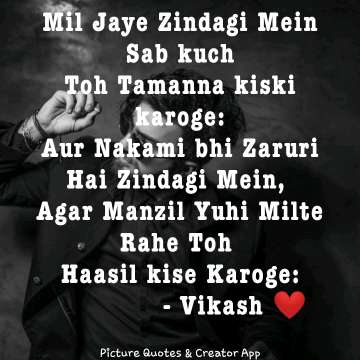 Mil Jaye Zindagi Mein
Sab kuch
Toh Tamanna kiski
karoge:
Aur Nakami bhi Zaruri
Hai Zindagi Mein,
Agar Manzil Yuhi Milte
Rahe Toh
Haasil kise Karoge:
- Vikash ❤️
Picture Quotes & Creator App